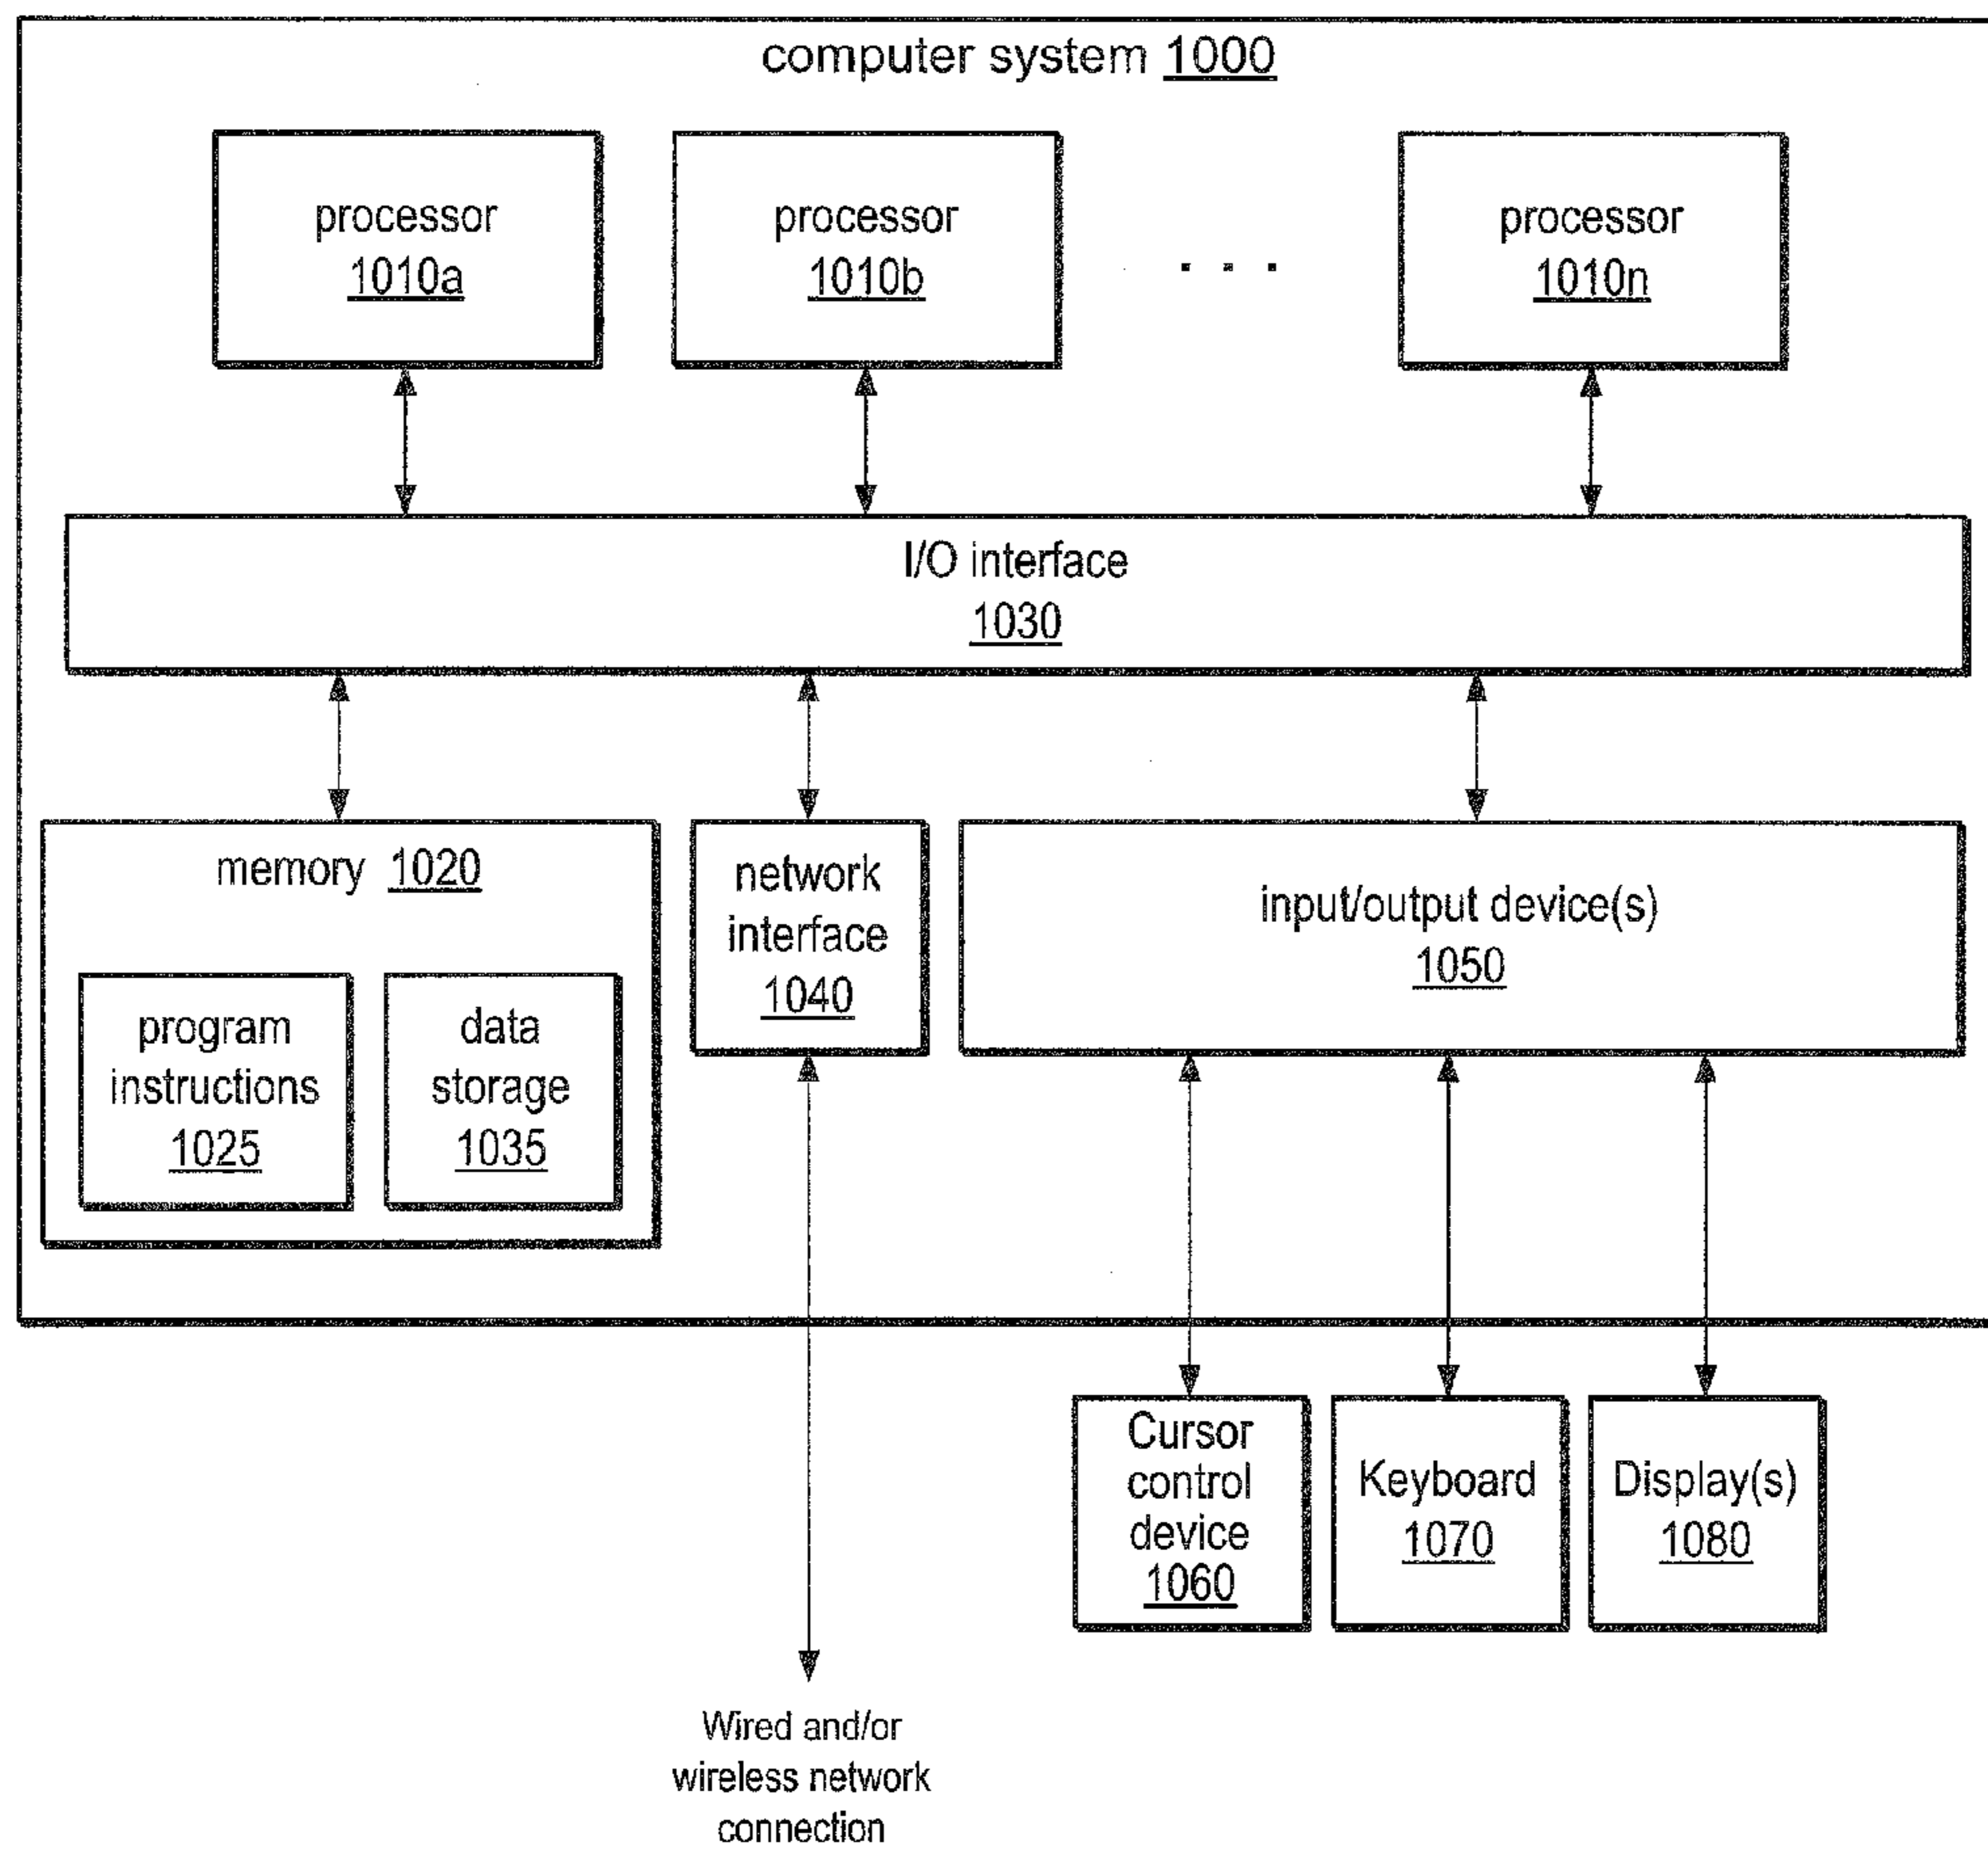 computer system 1000
processor
1010a
processor
1010b
. . .
processor
1010n
I/O interface
1030
memory 1020
program
instructions
1025
data
storage
1035
network
interface
1040
input/output device(s)
1050
Cursor
control
device
1060
Keyboard
1070
Display(s)
1080
Wired and/or
wireless network
connection